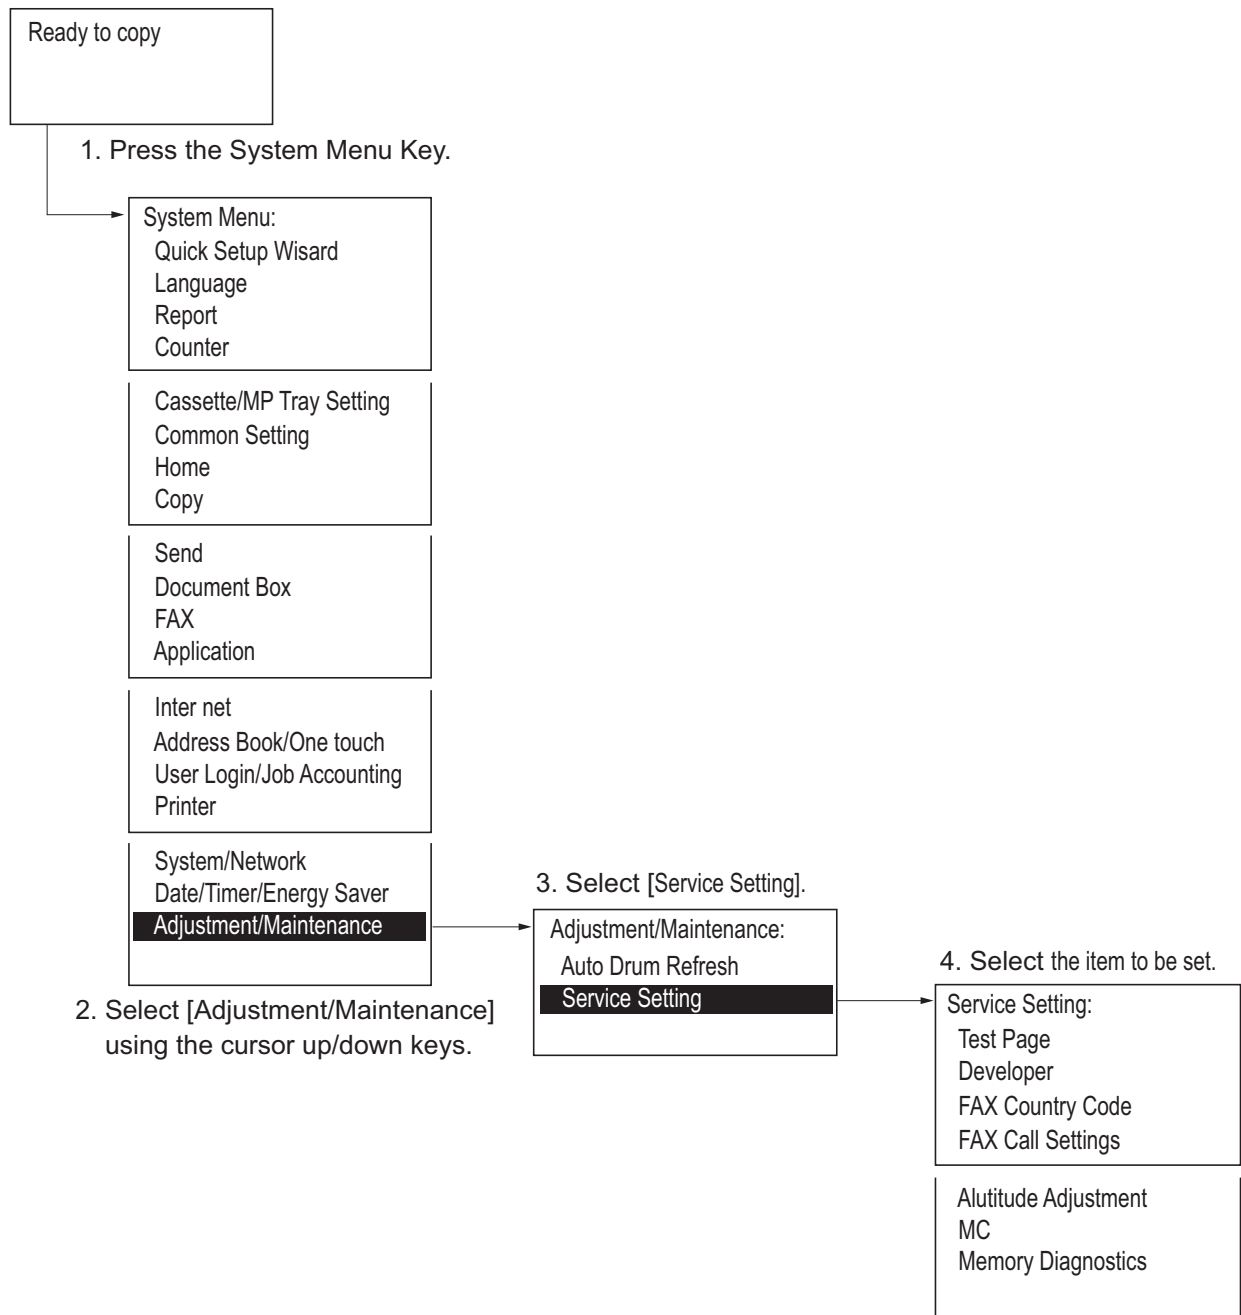 Ready to copy
1. Press the System Menu Key.
System Menu:
Quick Setup Wisard
Language
Report
Counter
Cassette/MP Tray Setting
Common Setting
Home
Copy
Send
Document Box
FAX
Application
Inter net
Address Book/One touch
User Login/Job Accounting
Printer
System/Network
Date/Timer/Energy Saver
Adjustment/Maintenance
2. Select [Adjustment/Maintenance]
using the cursor up/down keys.
3. Select [Service Setting].
Adjustment/Maintenance:
Auto Drum Refresh
Service Setting
4. Select the item to be set.
Service Setting:
Test Page
Developer
FAX Country Code
FAX Call Settings
Alutitude Adjustment
MC
Memory Diagnostics